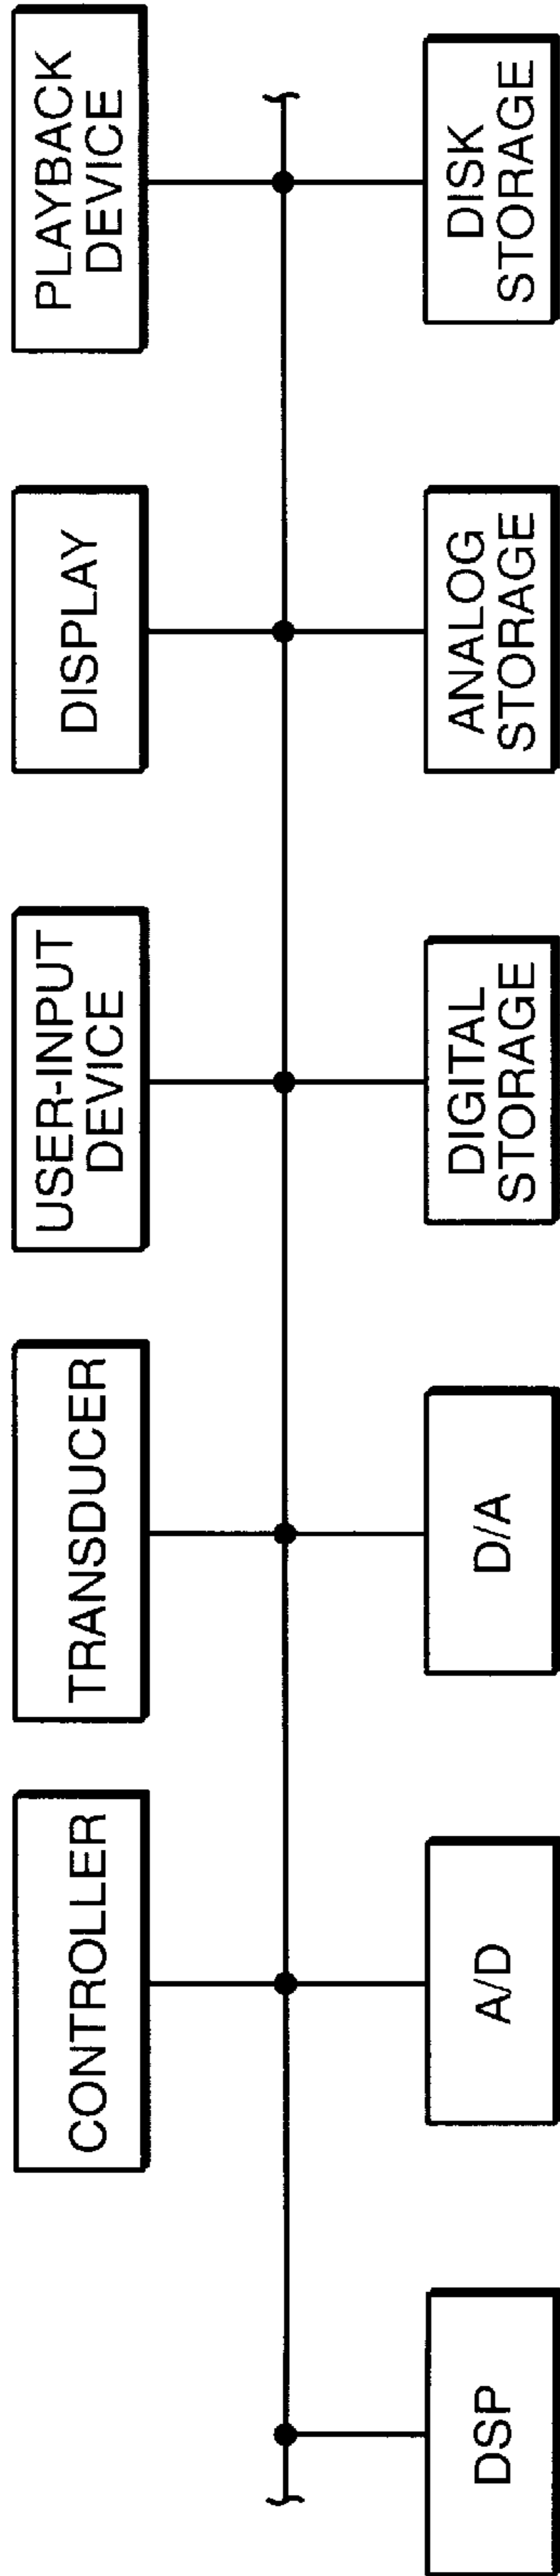 CONTROLLER
TRANSDUCER
USER-INPUT
DEVICE
DISPLAY
PLAYBACK
DEVICE
DSP
A/D
D/A
DIGITAL
STORAGE
ANALOG
STORAGE
DISK
STORAGE